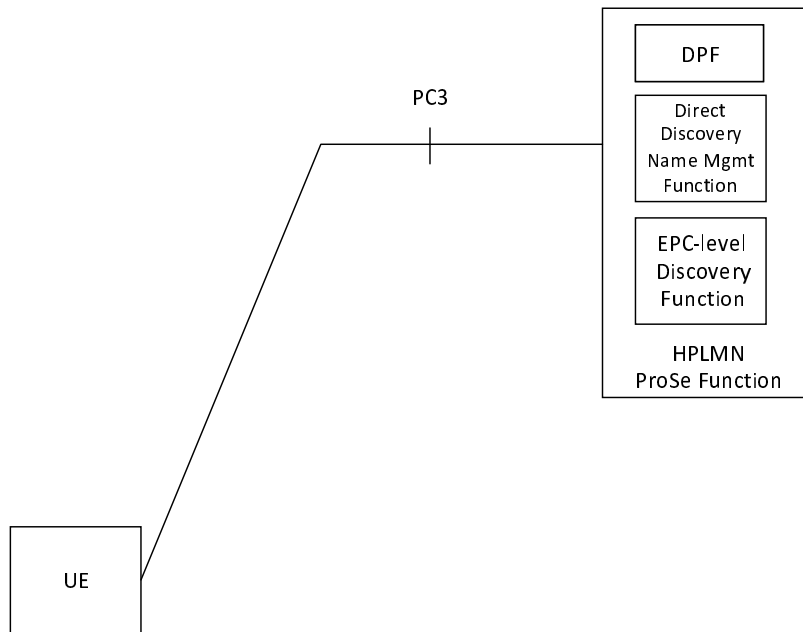 DPF
PC3
Direct
Discovery
Name Mgmt
Function
EPC-level
Discovery
Function
HPLMN
ProSe Function
UE